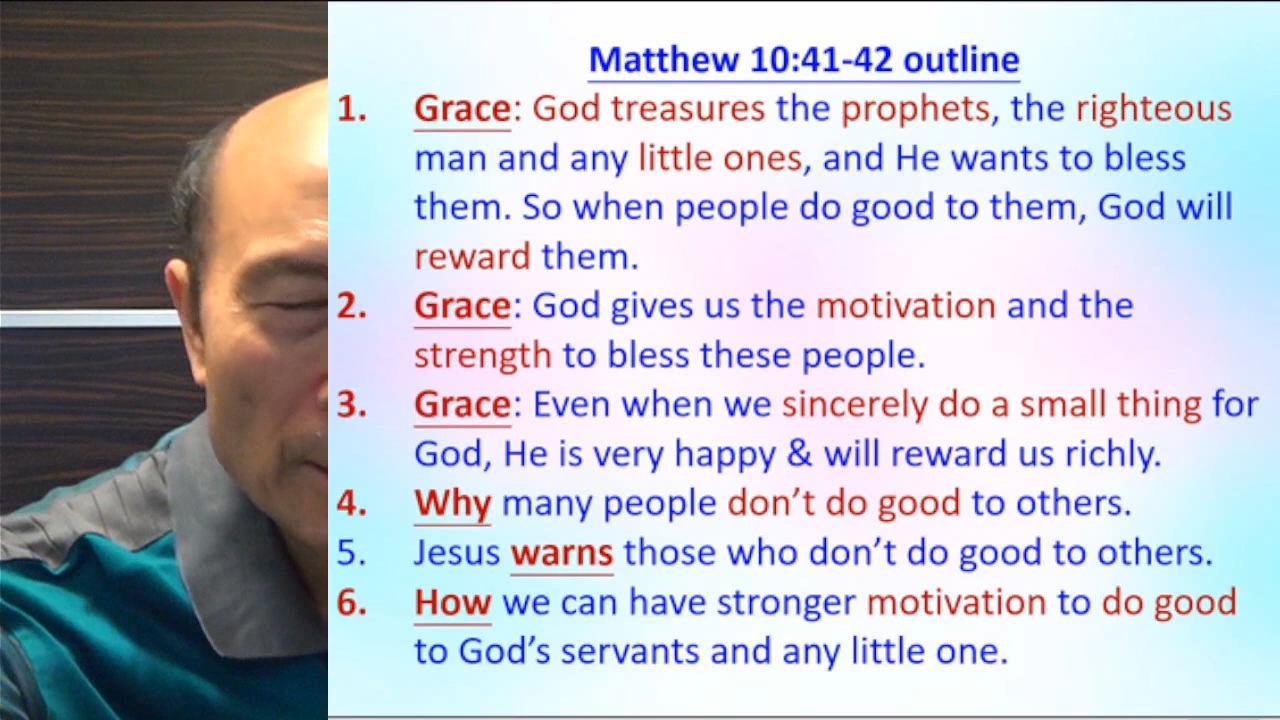 Matthew 10:41-42 outline
1. Grace: God treasures the prophets, the righteous
man and any little ones, and He wants to bless
them. So when people do good to them, God will
reward them.
2. Grace: God gives us the motivation and the
strength to bless these people.
3. Grace: Even when we sincerely do a small thing for
God, He is very happy & will reward us richly.
4. Why many people don’t do good to others.
5. Jesus warns those who don’t do good to others.
6. How we can have stronger motivation to do good
to God’s servants and any little one.